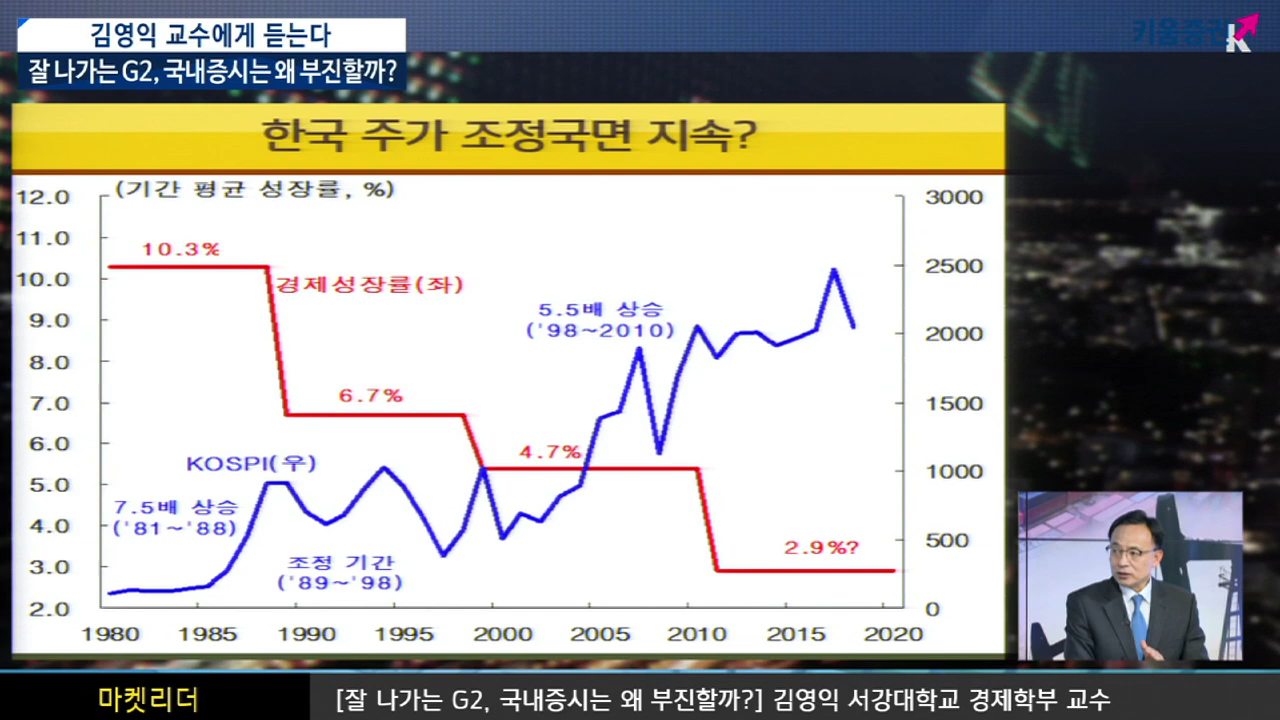 김영익 교수에게 듣는다
잘 나가는 G2, 국내증시는 왜 부진할까?
키움증권
한국 주가 조정국면 지속?
(기간 평균 성장률, %)
12.0
11.0
10.0
9.0
8.0
7.0
6.0
5.0
4.0
3.0
2.0
10.3%
경제성장률(좌)
5.5배 상승
('98~2010)
6.7%
4.7%
KOSPI(우)
7.5배 상승
('81~'88)
조정 기간
('89~'98)
2.9%?
3000
2500
2000
1500
1000
500
0
1980 1985 1990 1995 2000 2005 2010 2015 2020
마켓리더
[잘 나가는 G2, 국내증시는 왜 부진할까?] 김영익 서강대학교 경제학부 교수